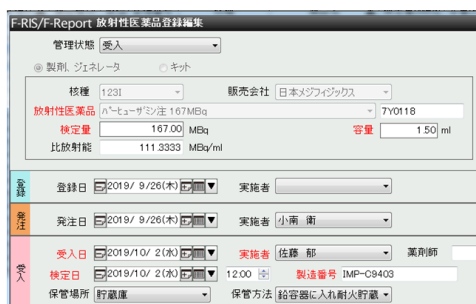 F-RIS/F-Report 放射性医薬品登録編集
管理状態 受入
製剤、ジェネレータ キット
核種 123I 販売会社 日本メジフィジックス
放射性医薬品 パーヒューザミン注 167MBq 7Y0118
検定量 167.00 MBq 容量 1.50 ml
比放射能 111.3333 MBq/ml
登録 登録日 2019/ 9/26(木) 実施者
発注 発注日 2019/ 9/26(木) 実施者 小南 衛
受入 受入日 2019/10/ 2(水) 実施者 佐藤 郁 薬剤師
検定日 2019/10/ 2(水) 12:00 製造番号 IMP-C9403
保管場所 貯蔵庫 保管方法 鉛容器に入れ耐火貯蔵